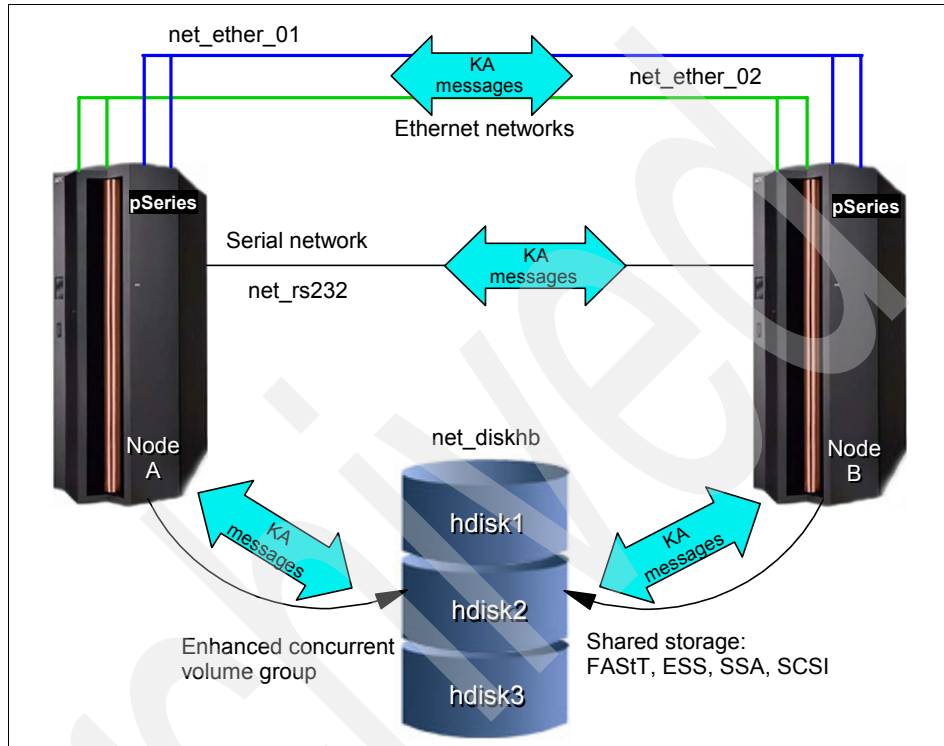 net_ether_01
KA
messages
net_ether_02
Ethernet networks
pSeries
pSeries
Serial network
KA
messages
net_rs232
Node
A
net_diskhb
Node
B
hdisk1
KA
messages
KA
messages
hdisk2
Enhanced concurrent
volume group
Shared storage:
FAStT, ESS, SSA, SCSI
hdisk3